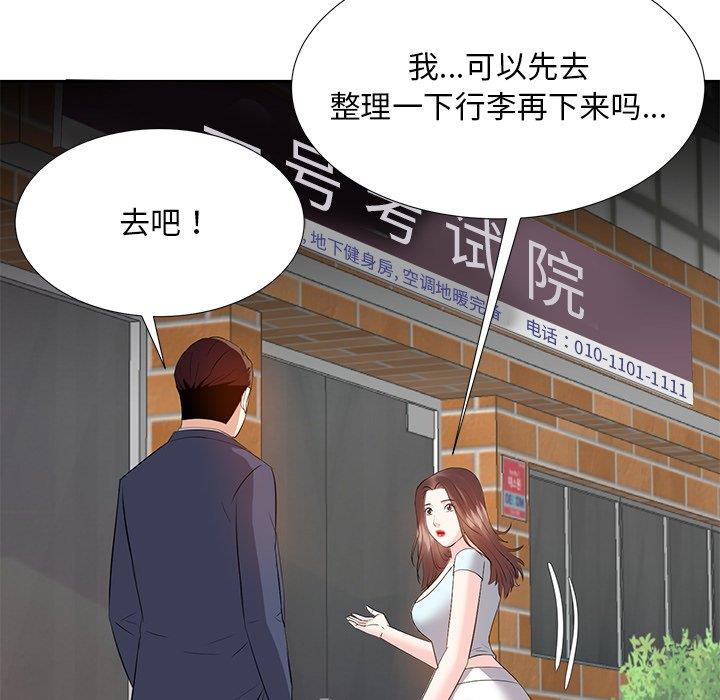 我...可以先去
整理一下行李再下来吗...
去吧！
号考试院
,地下健身房,空调地暖完备
电话：010-1101-1111